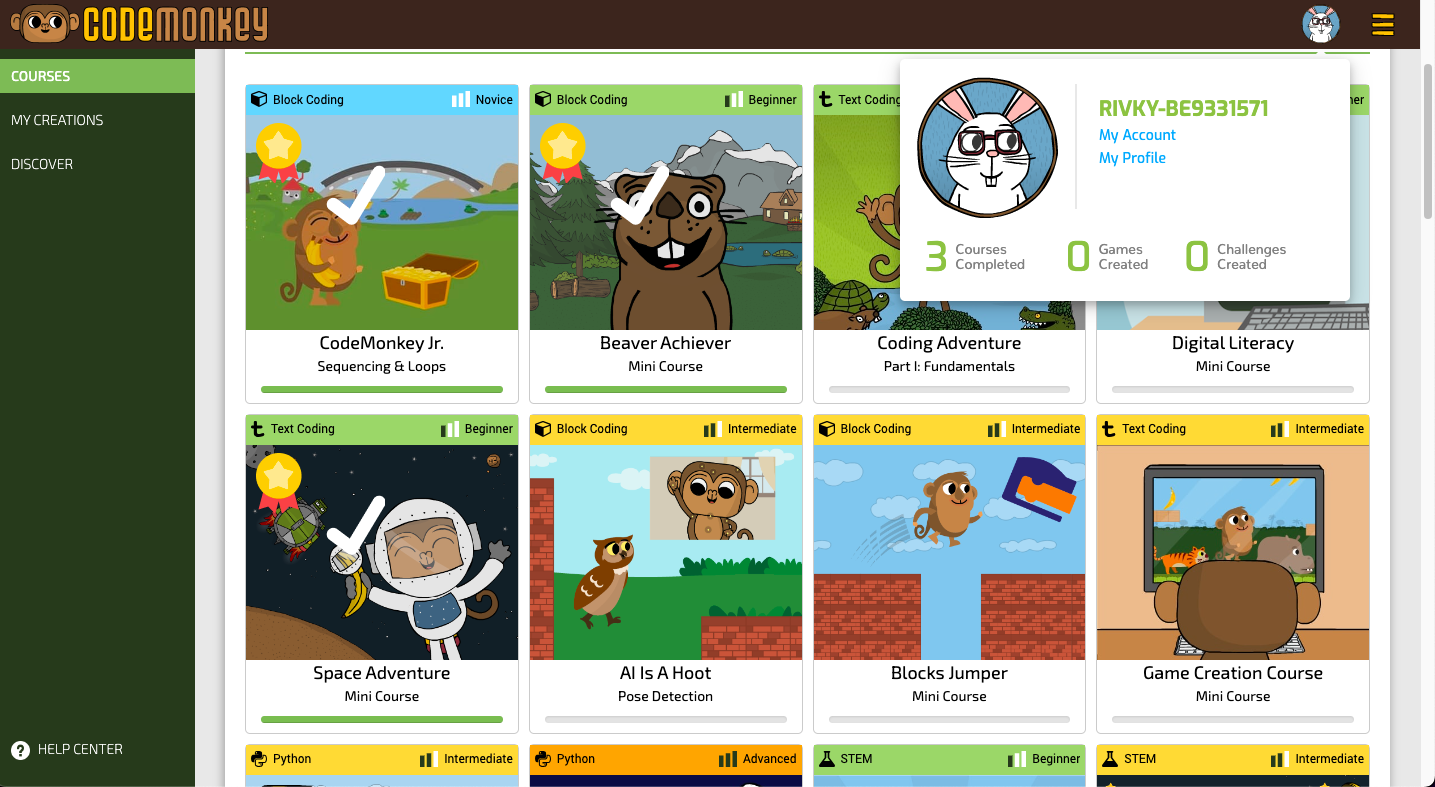 CODEMONKEY
COURSES
MY CREATIONS
DISCOVER
HELP CENTER
RIVKY-BE9331571
My Account
My Profile
3 Courses Completed
0 Games Created
0 Challenges Created
Block Coding Novice
CodeMonkey Jr.
Sequencing & Loops
Block Coding Beginner
Beaver Achiever
Mini Course
Text Coding
Coding Adventure
Part I: Fundamentals
Digital Literacy
Mini Course
Text Coding Beginner
Space Adventure
Mini Course
Block Coding Intermediate
AI Is A Hoot
Pose Detection
Block Coding Intermediate
Blocks Jumper
Mini Course
Text Coding Intermediate
Game Creation Course
Mini Course
Python Intermediate
Python Advanced
STEM Beginner
STEM Intermediate